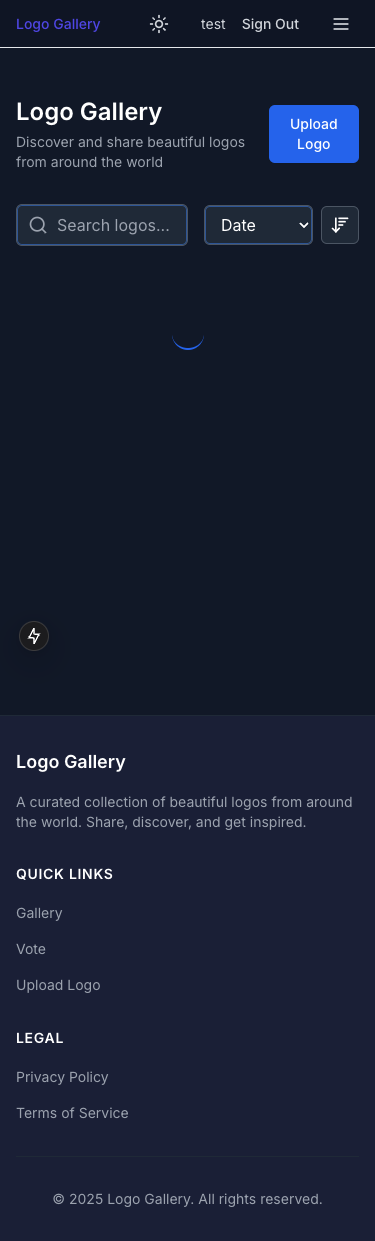 Logo Gallery
test
Sign Out
Logo Gallery
Discover and share beautiful logos
from around the world
Upload
Logo
Search logos...
Date
Logo Gallery
A curated collection of beautiful logos from around
the world. Share, discover, and get inspired.
QUICK LINKS
Gallery
Vote
Upload Logo
LEGAL
Privacy Policy
Terms of Service
© 2025 Logo Gallery. All rights reserved.